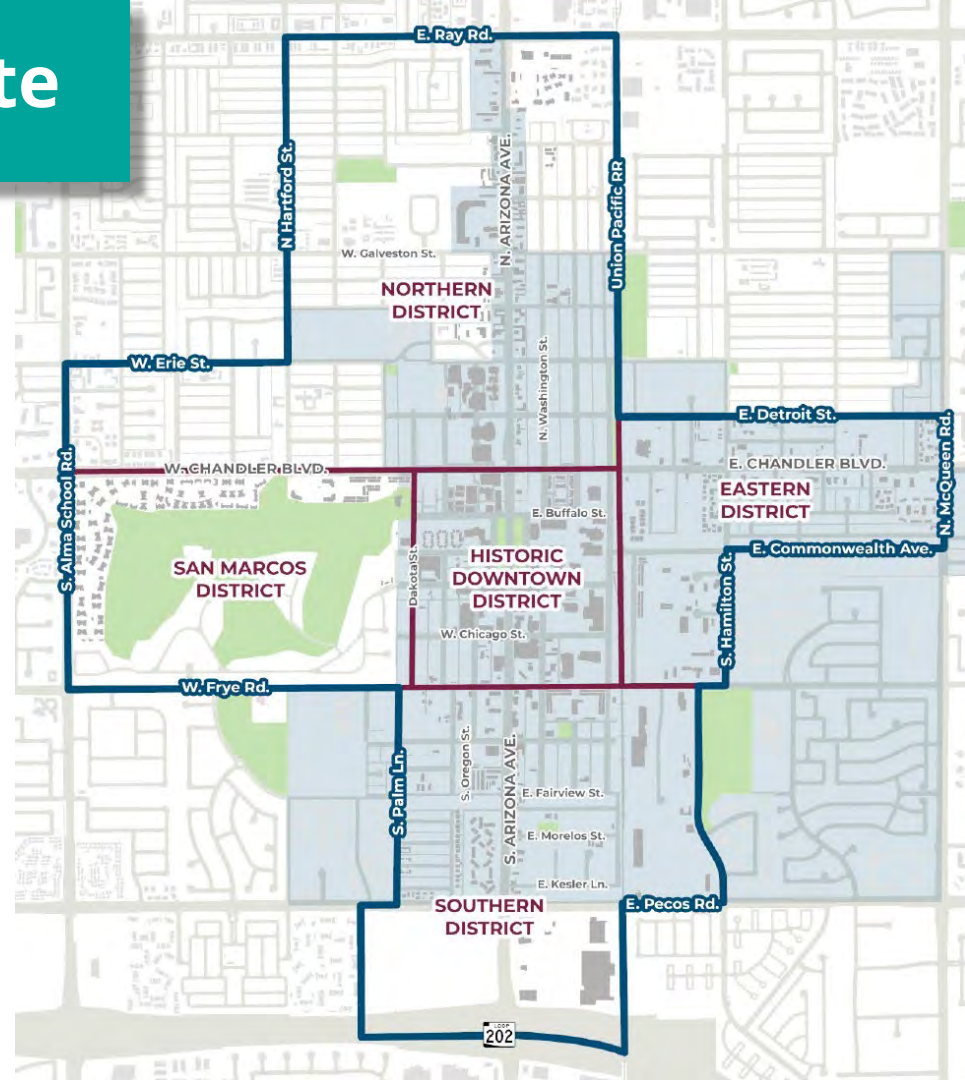 te
E. Ray Rd.
N Hartford St.
N. ARIZONA AVE.
Union Pacific RR
W. Galveston St.
NORTHERN
DISTRICT
N. Washington St.
W. Erie St.
E. Detroit St.
N. McQueen Rd.
W. CHANDLER BLVD.
E. CHANDLER BLVD.
EASTERN
DISTRICT
S. Alma School Rd.
E. Buffalo St.
E. Commonwealth Ave.
SAN MARCOS
DISTRICT
Dakota St.
HISTORIC
DOWNTOWN
DISTRICT
S. Hamilton St.
W. Chicago St.
W. Frye Rd.
S. Palm Ln.
S. Oregon St.
S. ARIZONA AVE.
E. Fairview St.
E. Morelos St.
E. Kesler Ln.
SOUTHERN
DISTRICT
E. Pecos Rd.
LOOP
202